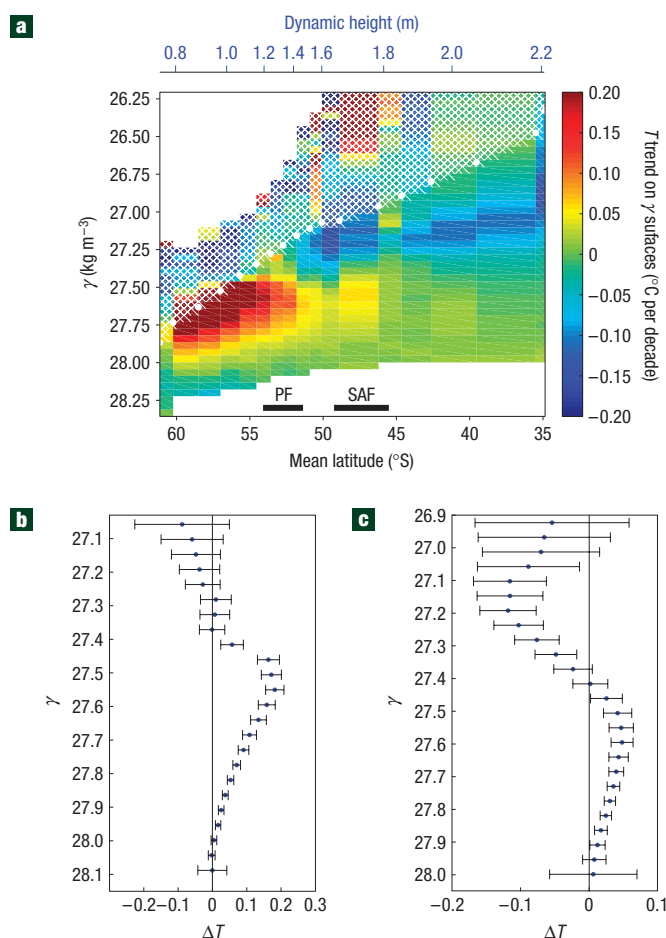 a
Dynamic height (m)
0.8 1.0 1.2 1.4 1.6 1.8 2.0 2.2
26.25
26.50
26.75
27.00
27.25
27.50
27.75
28.00
28.25
γ (kg m⁻³)
PF SAF
60 55 50 45 40 35
Mean latitude (°S)
0.20
0.15
0.10
0.05
0
−0.05
−0.10
−0.15
−0.20
T trend on γ sufaces (°C per decade)
b
27.1
27.2
27.3
27.4
27.5
27.6
27.7
27.8
27.9
28.0
28.1
γ
−0.2 −0.1 0 0.1 0.2 0.3
ΔT
c
26.9
27.0
27.1
27.2
27.3
27.4
27.5
27.6
27.7
27.8
27.9
28.0
γ
−0.2 −0.1 0 0.1
ΔT